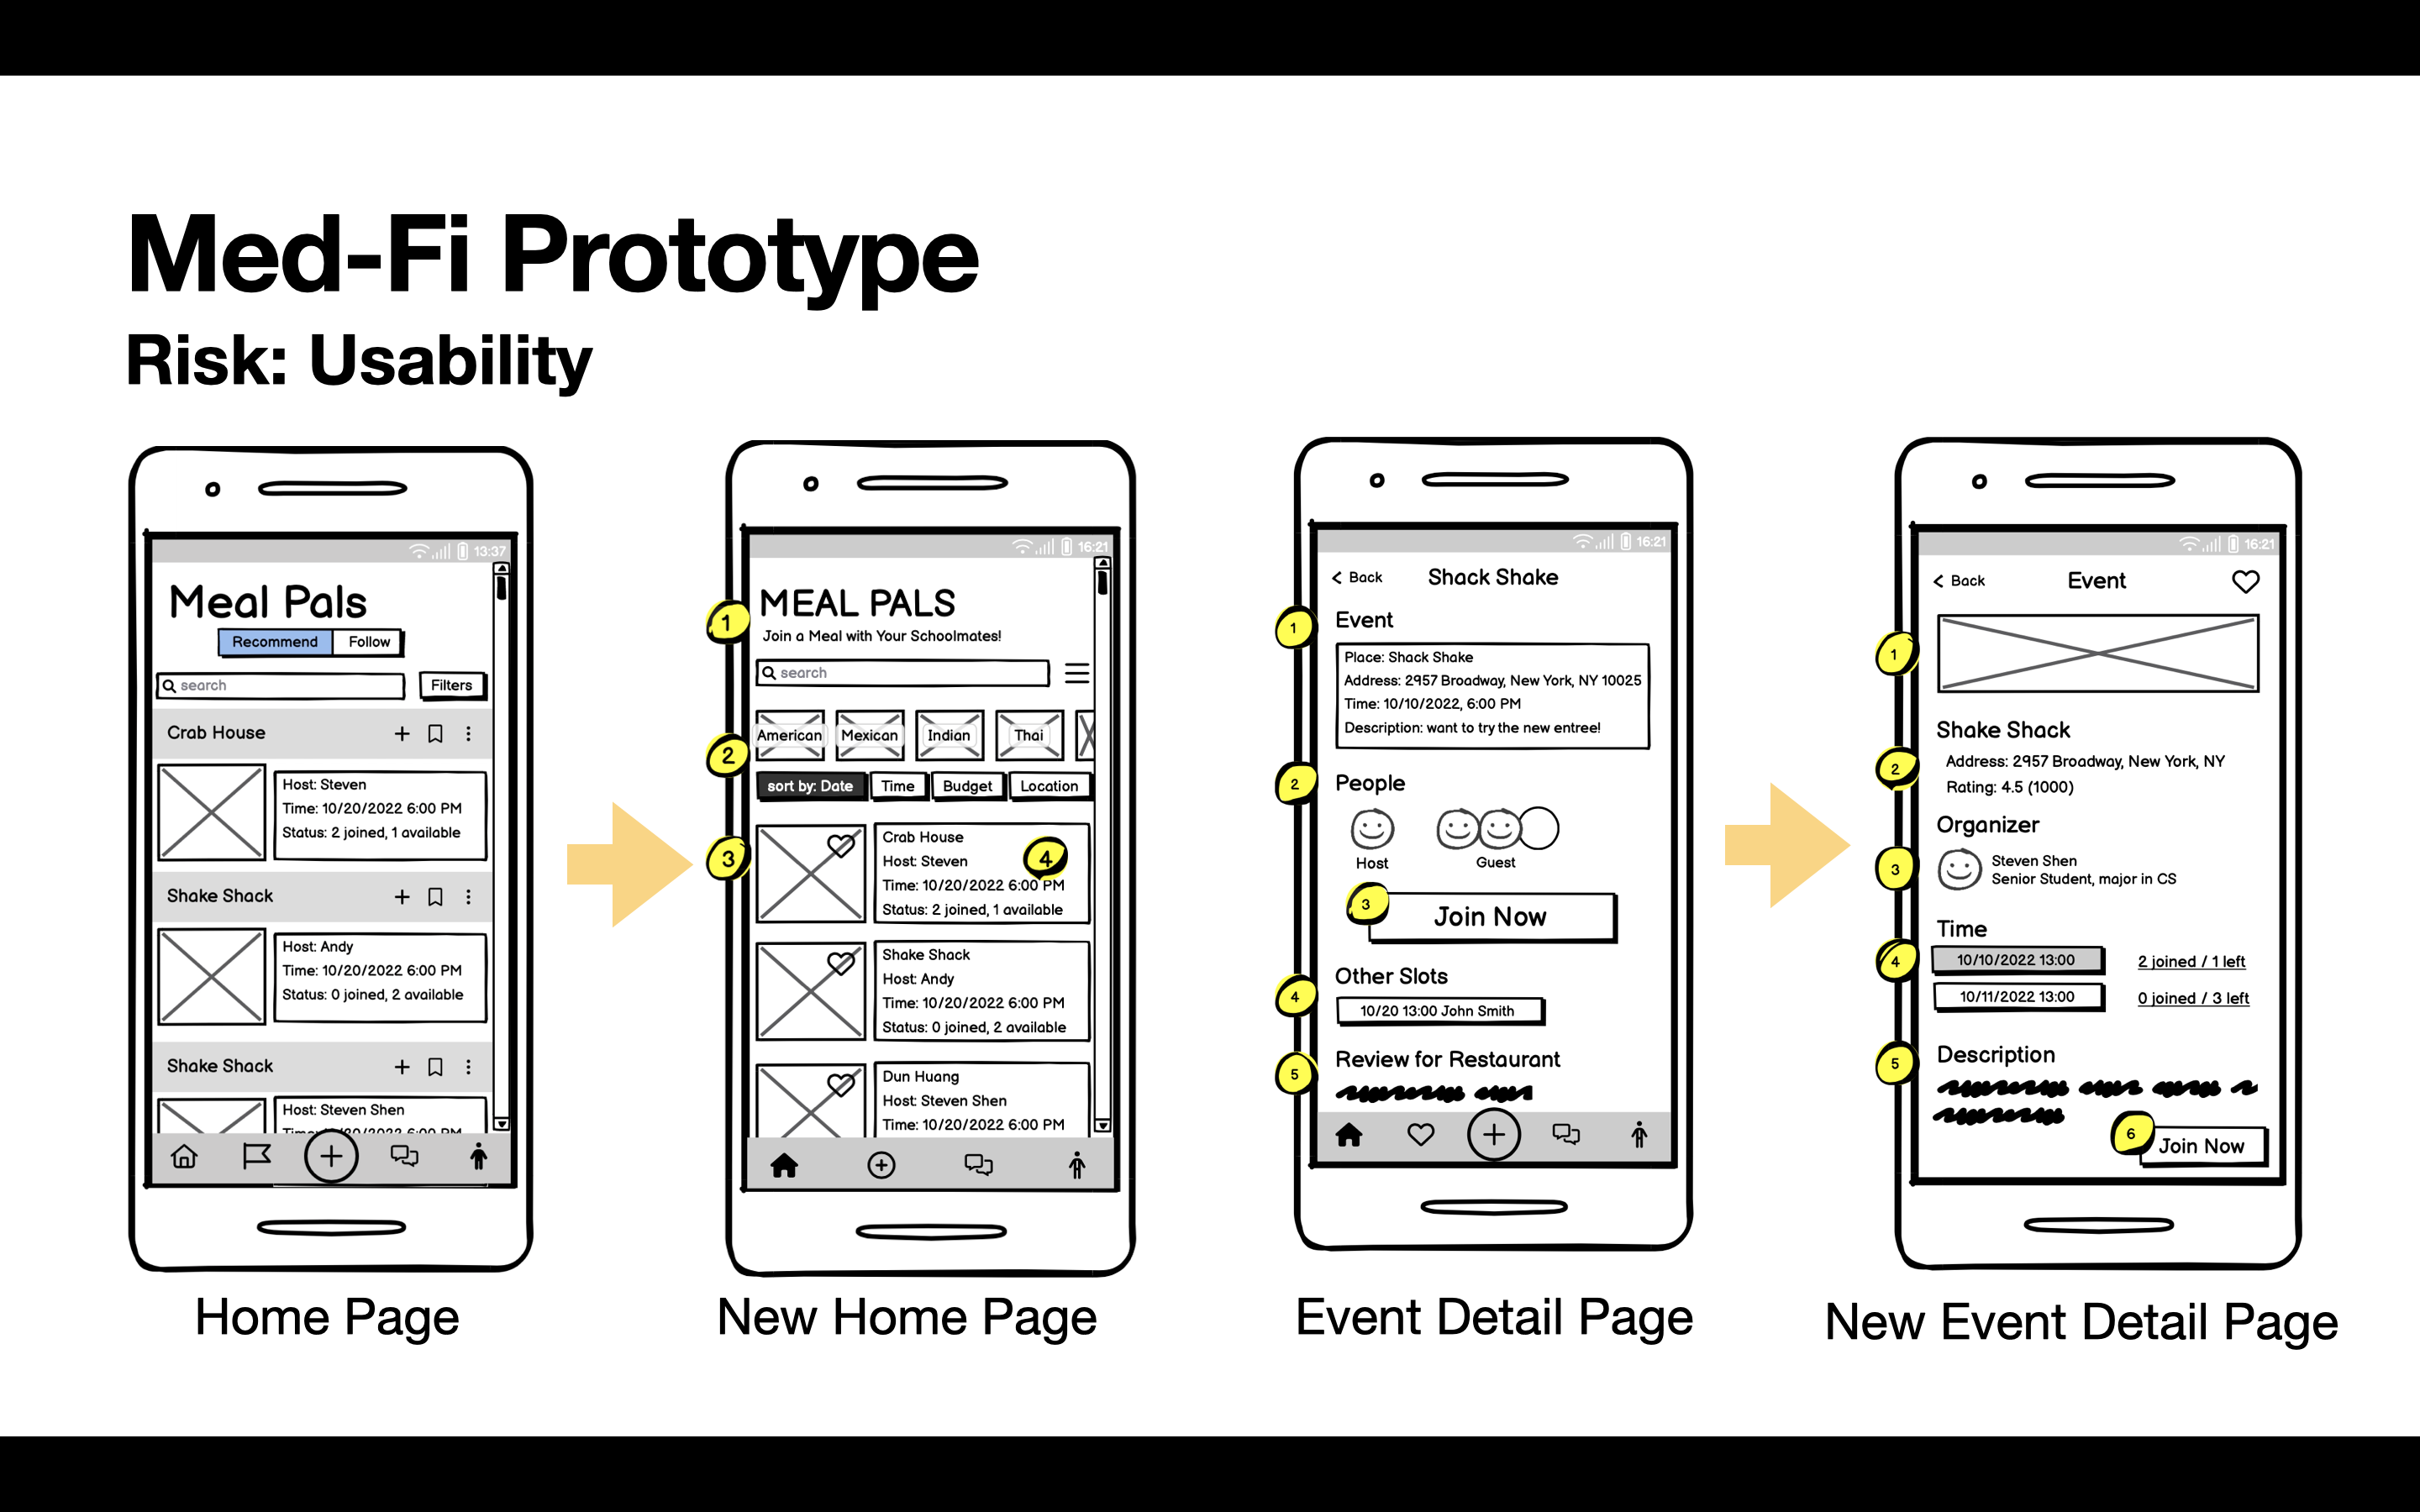 Med-Fi Prototype
Risk: Usability
13:37
Meal Pals
Recommend Follow
search Filters
Crab House
Host: Steven
Time: 10/20/2022 6:00 PM
Status: 2 joined, 1 available
Shake Shack
Host: Andy
Time: 10/20/2022 6:00 PM
Status: 0 joined, 2 available
Shake Shack
Host: Steven Shen
Home Page
16:21
1
MEAL PALS
Join a Meal with Your Schoolmates!
search
2
American Mexican Indian Thai
sort by: Date Time Budget Location
3
4
Crab House
Host: Steven
Time: 10/20/2022 6:00 PM
Status: 2 joined, 1 available
Shake Shack
Host: Andy
Time: 10/20/2022 6:00 PM
Status: 0 joined, 2 available
Dun Huang
Host: Steven Shen
Time: 10/20/2022 6:00 PM
New Home Page
16:21
< Back Shack Shake
1
Event
Place: Shack Shake
Address: 2957 Broadway, New York, NY 10025
Time: 10/10/2022, 6:00 PM
Description: want to try the new entree!
2
People
Host Guest
3
Join Now
4
Other Slots
10/20 13:00 John Smith
5
Review for Restaurant
Event Detail Page
16:21
< Back Event
1
Shake Shack
2
Address: 2957 Broadway, New York, NY
Rating: 4.5 (1000)
Organizer
3
Steven Shen
Senior Student, major in CS
Time
4
10/10/2022 13:00 2 joined / 1 left
10/11/2022 13:00 0 joined / 3 left
5
Description
6
Join Now
New Event Detail Page